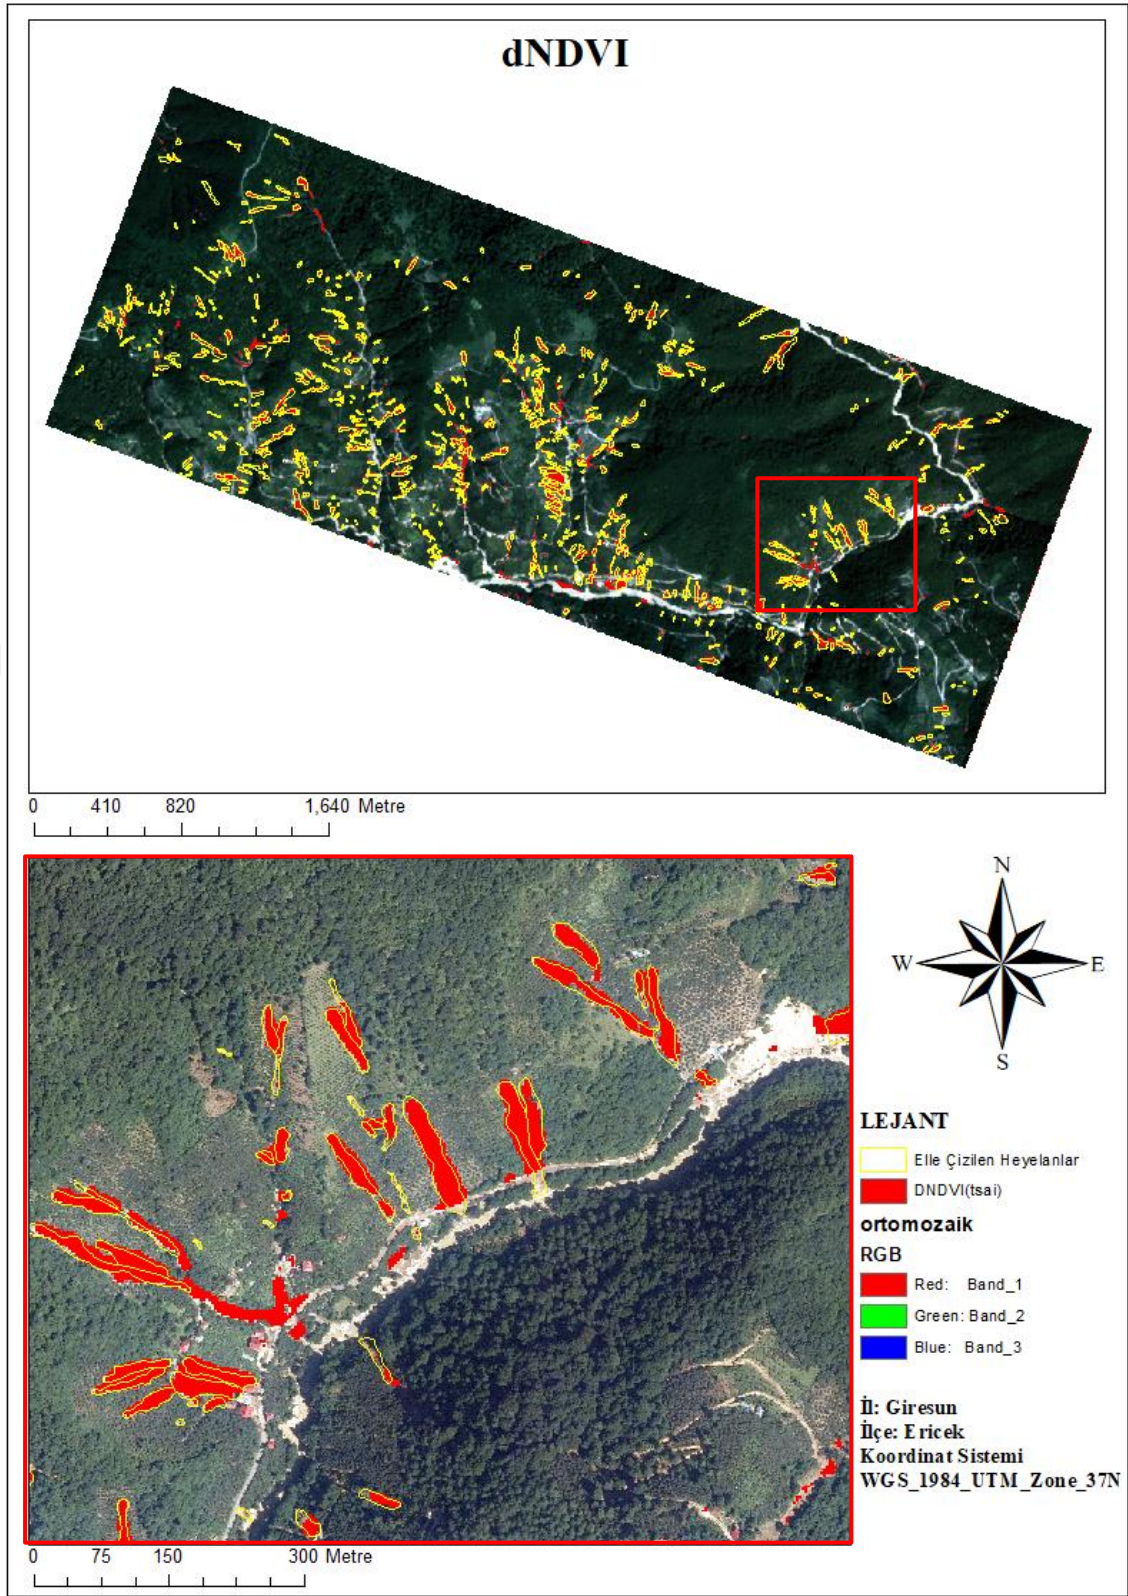 dNDVI
0 410 820 1,640 Metre
N
W E
S
LEJANT
Elle Çizilen Heyelanlar
DNDVI(tsai)
ortomozaik
RGB
Red: Band_1
Green: Band_2
Blue: Band_3
İl: Giresun
İlçe: Ericek
Koordinat Sistemi
WGS_1984_UTM_Zone_37N
0 75 150 300 Metre